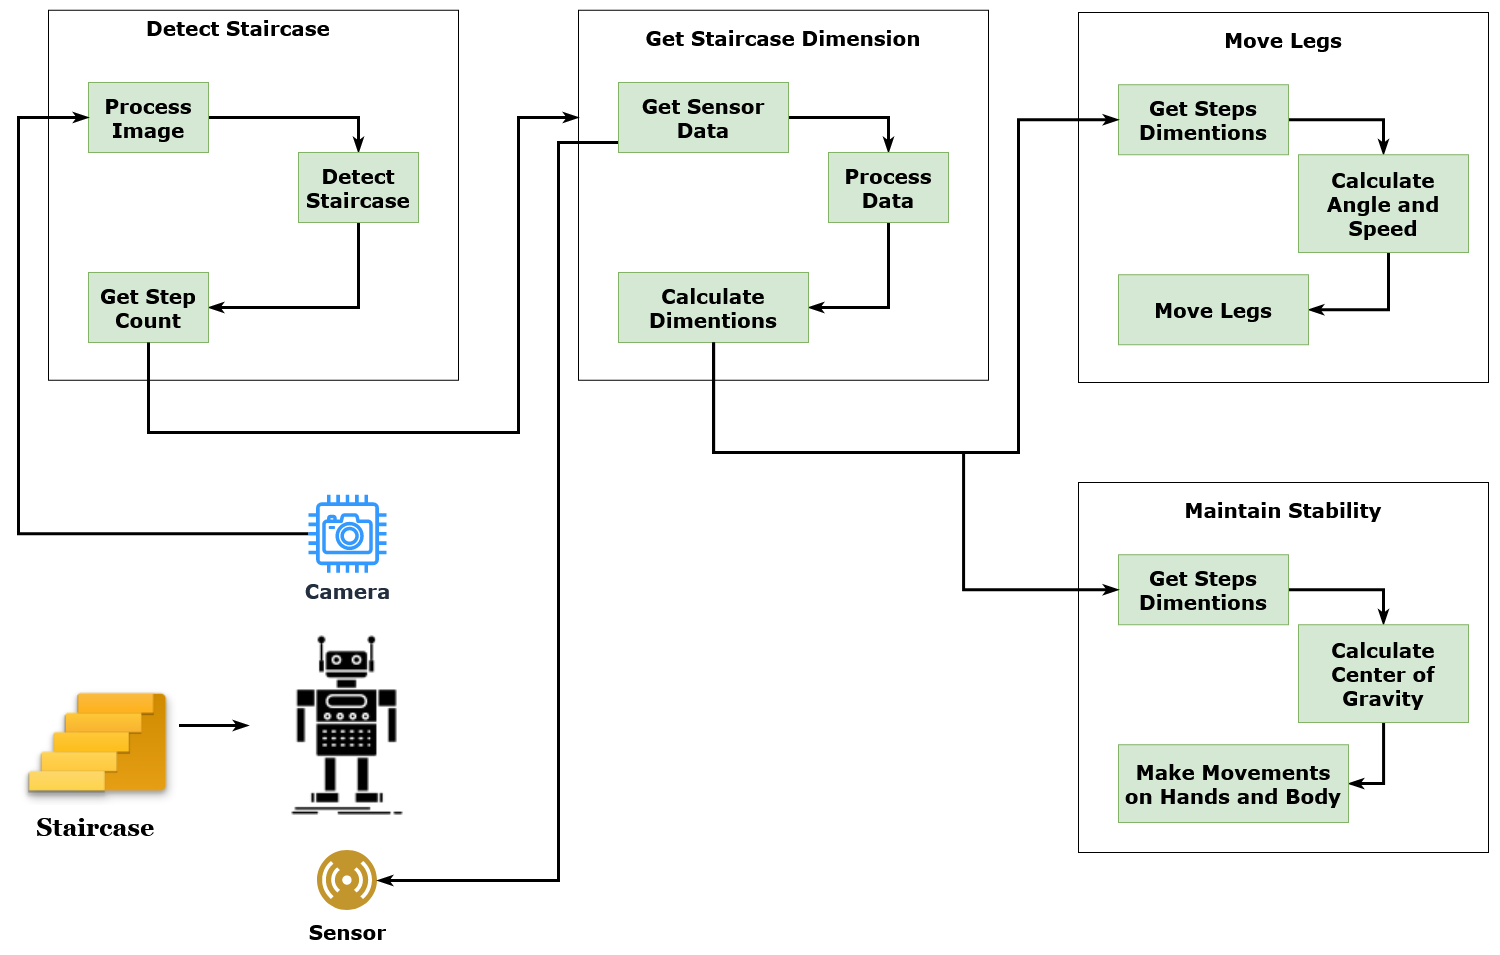 Detect Staircase
Process
Image
Detect
Staircase
Get Step
Count
Get Staircase Dimension
Get Sensor
Data
Process
Data
Calculate
Dimentions
Move Legs
Get Steps
Dimentions
Calculate
Angle and
Speed
Move Legs
Maintain Stability
Get Steps
Dimentions
Calculate
Center of
Gravity
Make Movements
on Hands and Body
Camera
Staircase
Sensor